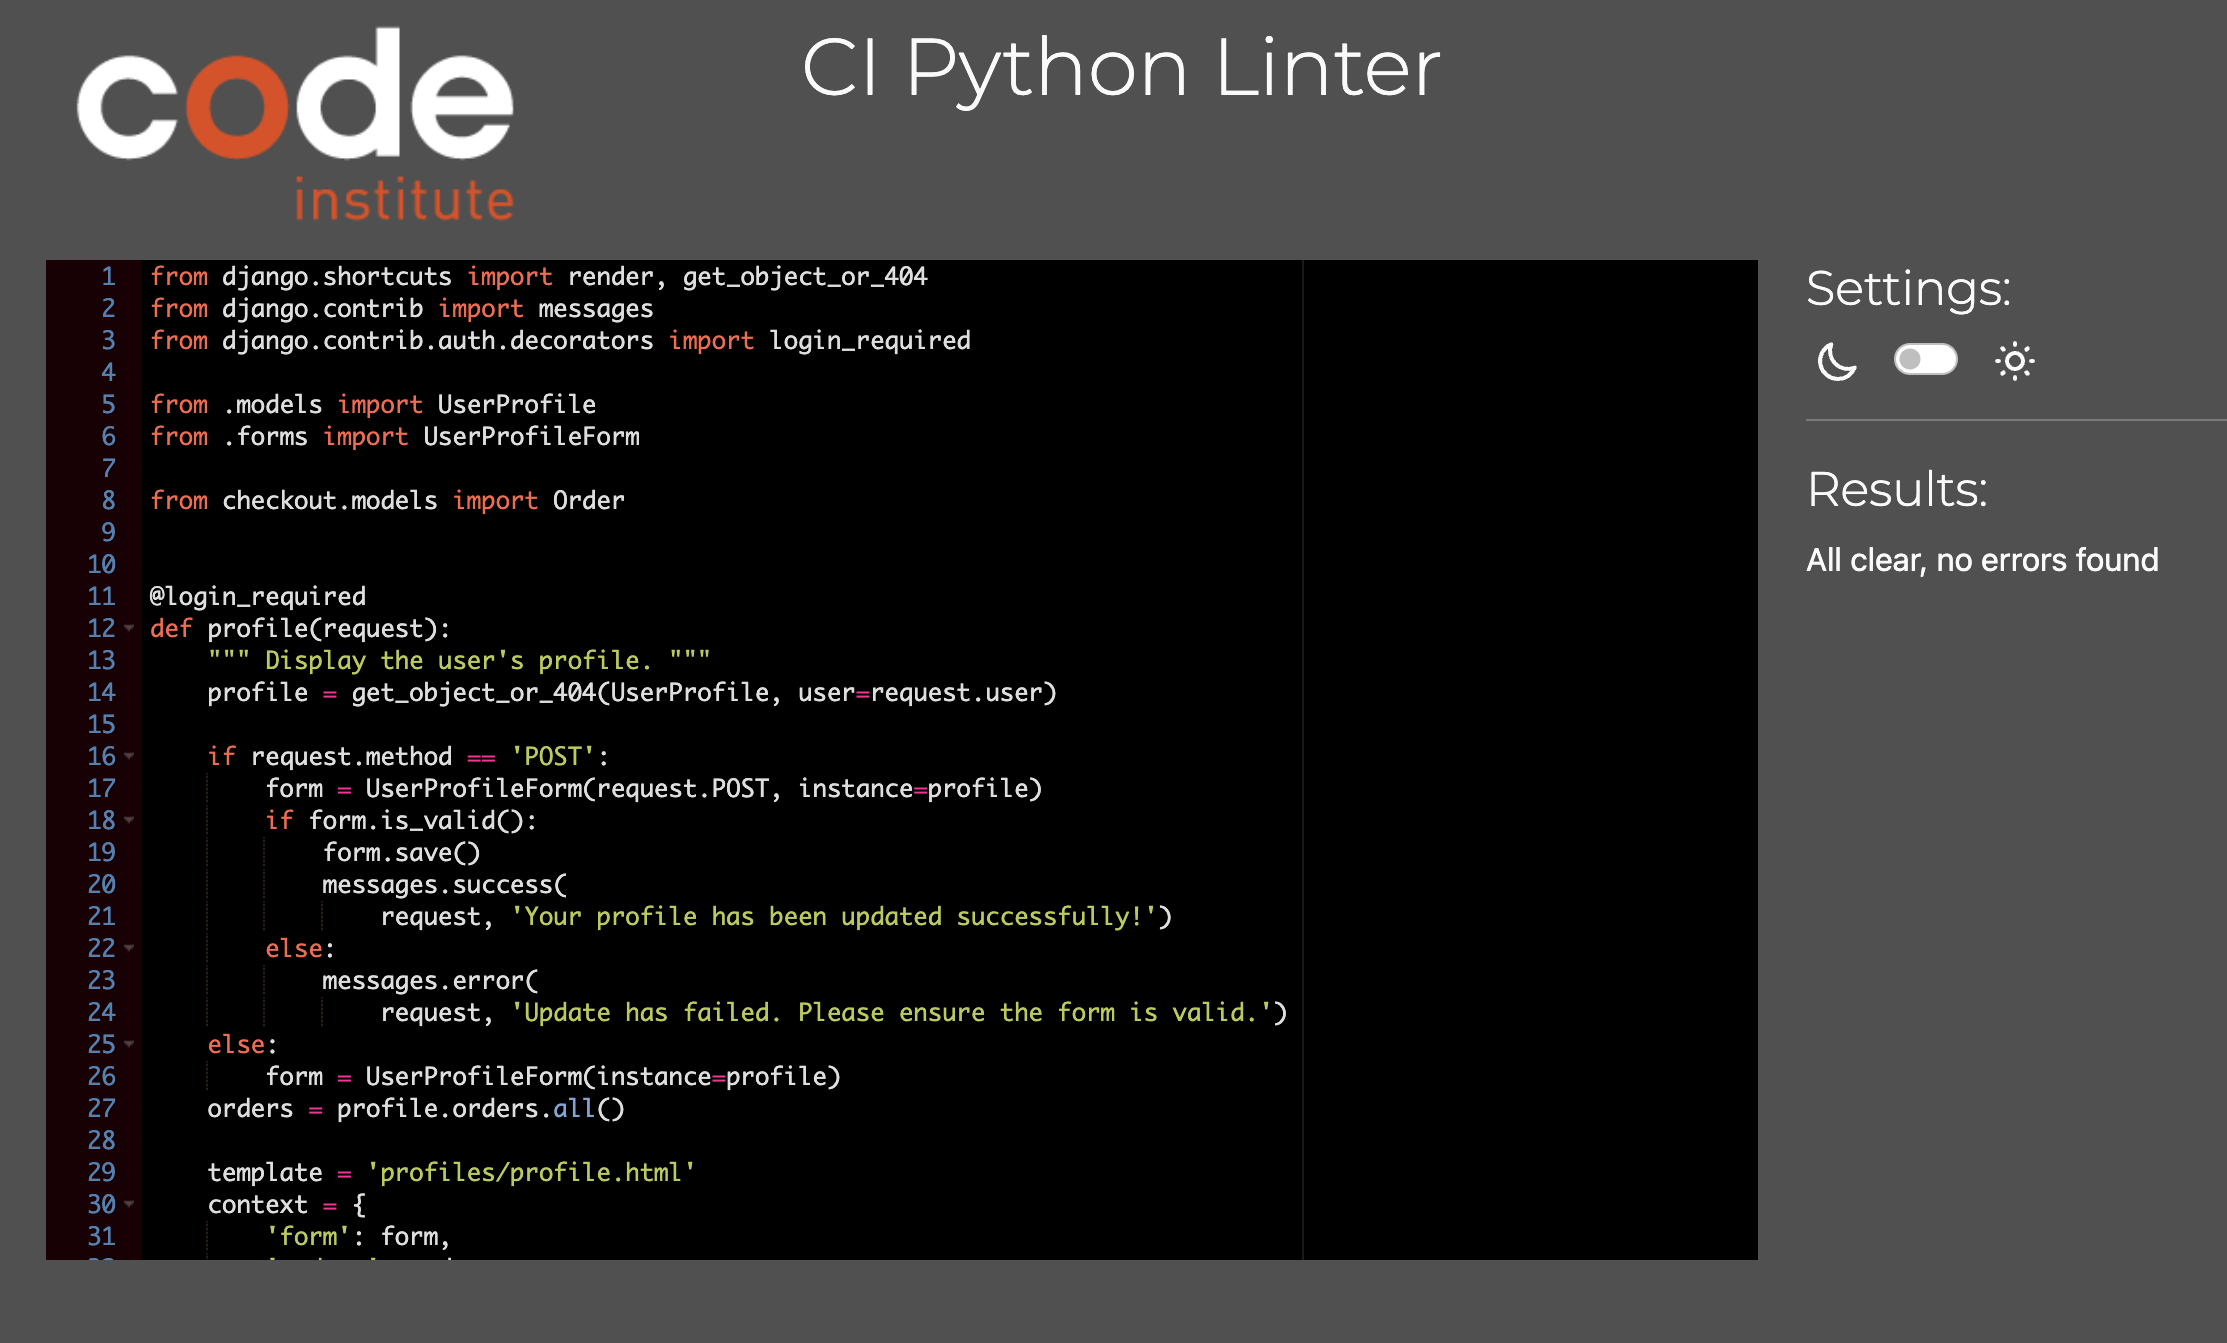 code
institute
CI Python Linter
1 from django.shortcuts import render, get_object_or_404
2 from django.contrib import messages
3 from django.contrib.auth.decorators import login_required
4
5 from .models import UserProfile
6 from .forms import UserProfileForm
7
8 from checkout.models import Order
9
10
11 @login_required
12 def profile(request):
13     """ Display the user's profile. """
14     profile = get_object_or_404(UserProfile, user=request.user)
15
16     if request.method == 'POST':
17         form = UserProfileForm(request.POST, instance=profile)
18         if form.is_valid():
19             form.save()
20             messages.success(
21                 request, 'Your profile has been updated successfully!')
22         else:
23             messages.error(
24                 request, 'Update has failed. Please ensure the form is valid.')
25     else:
26         form = UserProfileForm(instance=profile)
27     orders = profile.orders.all()
28
29     template = 'profiles/profile.html'
30     context = {
31         'form': form,
Settings:
Results:
All clear, no errors found